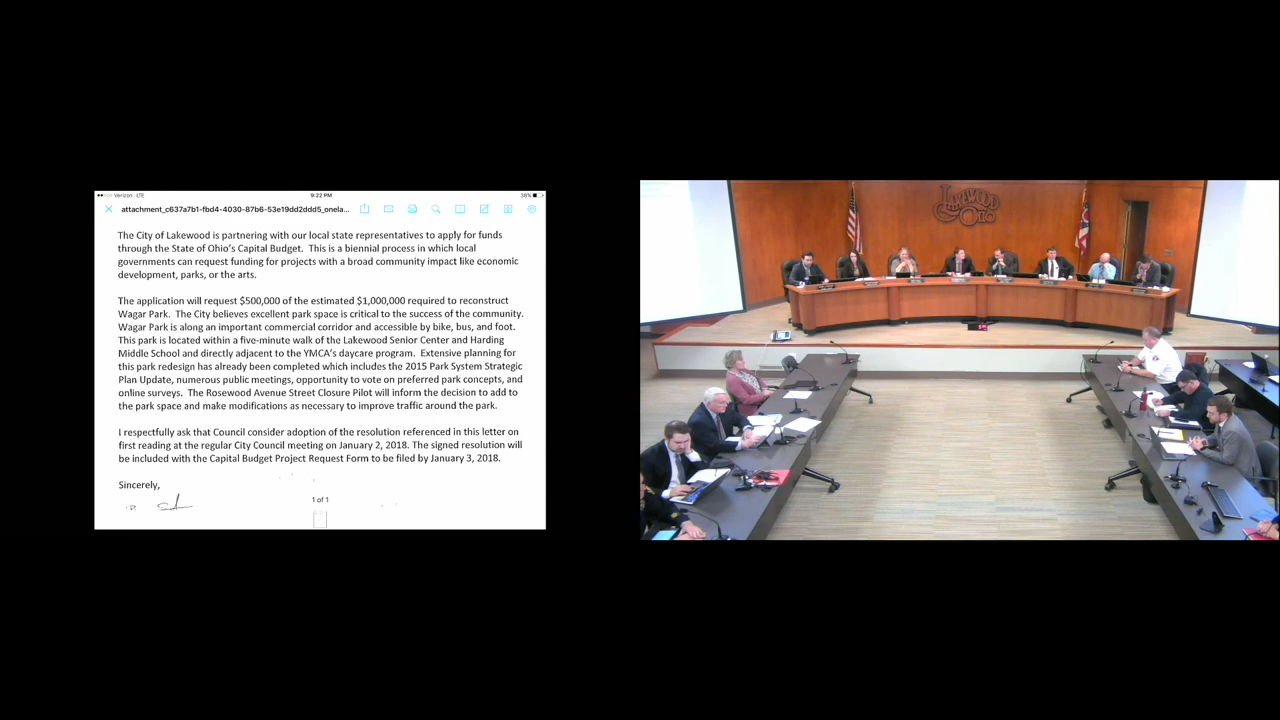 Verizon LTE 9:22 PM 38%
attachment_c637a7b1-fbd4-4030-87b6-53e19dd2ddd5_onela...
The City of Lakewood is partnering with our local state representatives to apply for funds
through the State of Ohio's Capital Budget. This is a biennial process in which local
governments can request funding for projects with a broad community impact like economic
development, parks, or the arts.
The application will request $500,000 of the estimated $1,000,000 required to reconstruct
Wagar Park. The City believes excellent park space is critical to the success of the community.
Wagar Park is along an important commercial corridor and accessible by bike, bus, and foot.
This park is located within a five-minute walk of the Lakewood Senior Center and Harding
Middle School and directly adjacent to the YMCA's daycare program. Extensive planning for
this park redesign has already been completed which includes the 2015 Park System Strategic
Plan Update, numerous public meetings, opportunity to vote on preferred park concepts, and
online surveys. The Rosewood Avenue Street Closure Pilot will inform the decision to add to
the park space and make modifications as necessary to improve traffic around the park.
I respectfully ask that Council consider adoption of the resolution referenced in this letter on
first reading at the regular City Council meeting on January 2, 2018. The signed resolution will
be included with the Capital Budget Project Request Form to be filed by January 3, 2018.
Sincerely,
1 of 1
LAKEWOOD
OHIO